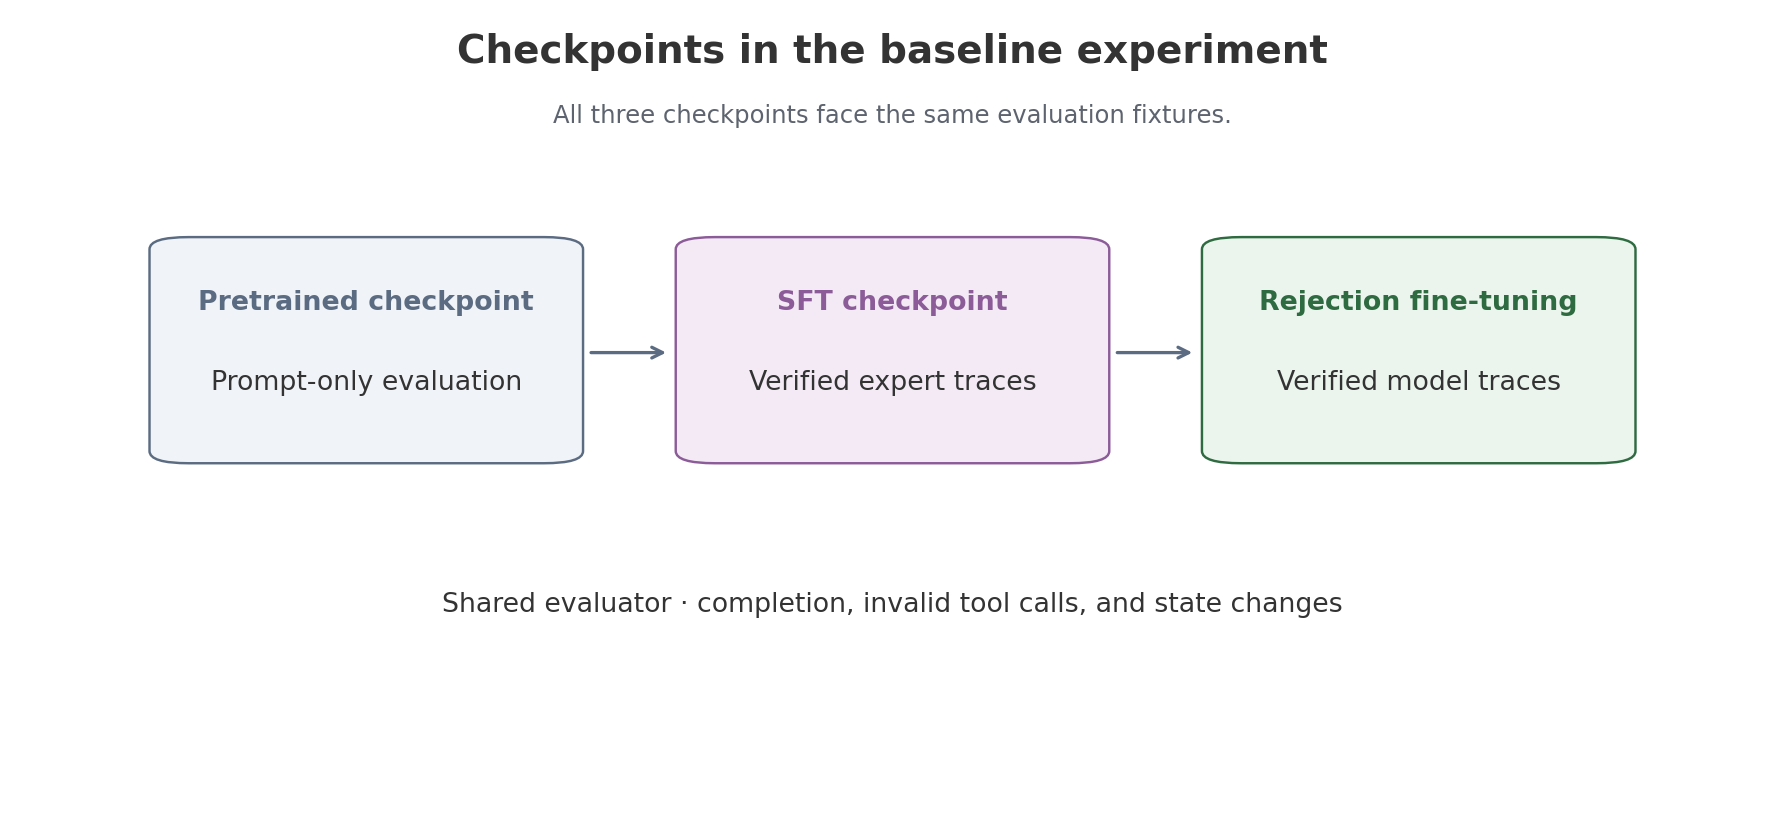 Checkpoints in the baseline experiment
All three checkpoints face the same evaluation fixtures.
Pretrained checkpoint
Prompt-only evaluation
SFT checkpoint
Verified expert traces
Rejection fine-tuning
Verified model traces
Shared evaluator · completion, invalid tool calls, and state changes